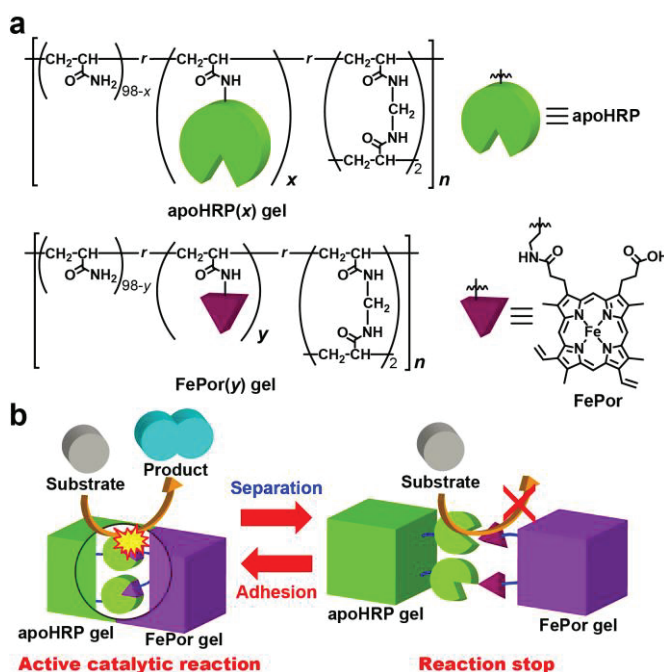 a
CH₂-CH r CH₂-CH r CH₂-CH
O NH₂ 98-x O NH O NH
CH₂
O NH
CH₂-CH 2 n
x
apoHRP(x) gel
≡ apoHRP
CH₂-CH r CH₂-CH r CH₂-CH
O NH₂ 98-y O NH O NH
CH₂
O NH
CH₂-CH 2 n
y
FePor(y) gel
HN O O OH
N N
Fe
N N
FePor
b
Substrate
Product
apoHRP gel
FePor gel
Active catalytic reaction
Separation
Adhesion
Substrate
apoHRP gel
FePor gel
Reaction stop